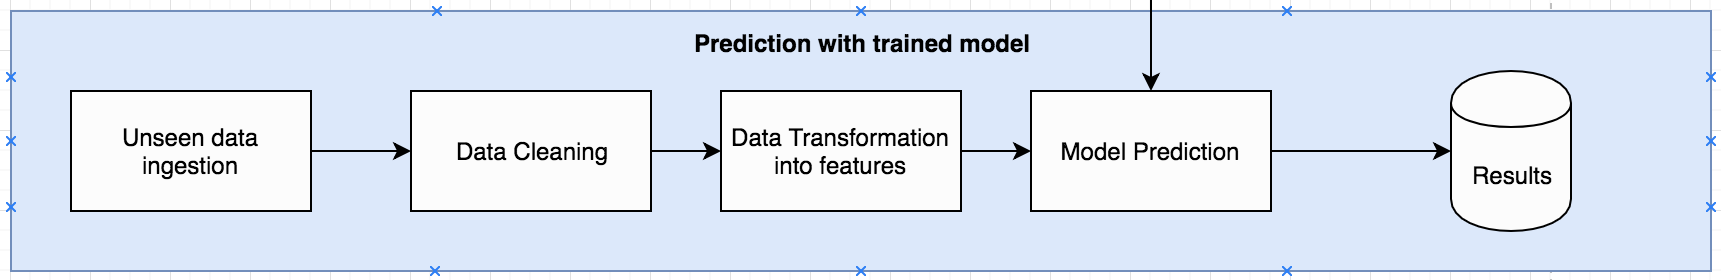 Prediction with trained model
Unseen data
ingestion
Data Cleaning
Data Transformation
into features
Model Prediction
Results